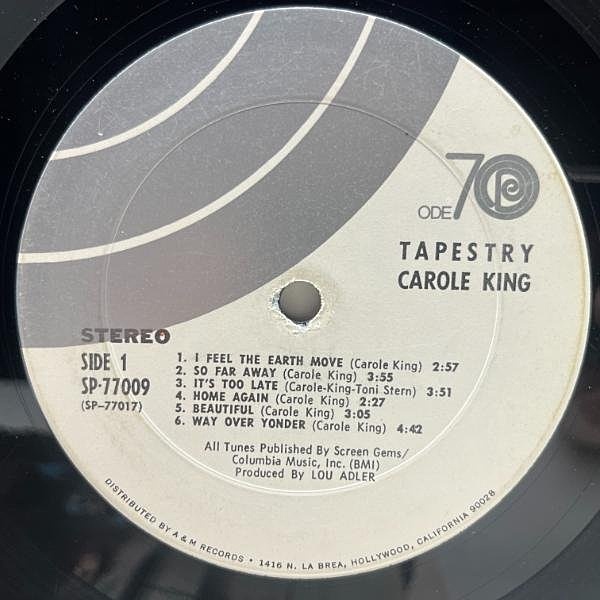 ODE 70
TAPESTRY
CAROLE KING
STEREO
SIDE 1
SP-77009
(SP-77017)
1. I FEEL THE EARTH MOVE (Carole King) 2:57
2. SO FAR AWAY (Carole King) 3:55
3. IT'S TOO LATE (Carole-King-Toni Stern) 3:51
4. HOME AGAIN (Carole King) 2:27
5. BEAUTIFUL (Carole King) 3:05
6. WAY OVER YONDER (Carole King) 4:42
All Tunes Published By Screen Gems/
Columbia Music, Inc. (BMI)
Produced By LOU ADLER
DISTRIBUTED BY A & M RECORDS • 1416 N. LA BREA, HOLLYWOOD, CALIFORNIA 90028